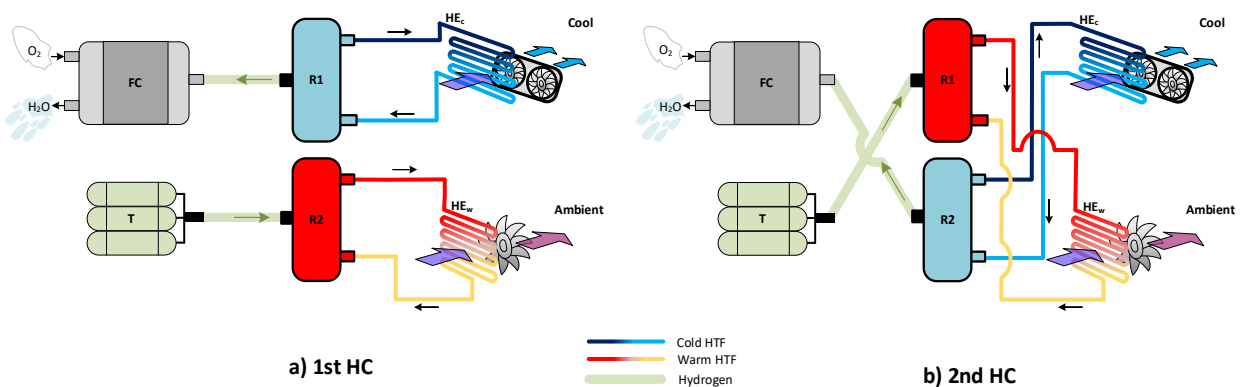 O₂
H₂O
FC
R1
HEc
Cool
T
R2
HEw
Ambient
a) 1st HC
Cold HTF
Warm HTF
Hydrogen
O₂
H₂O
FC
R1
HEc
Cool
T
R2
HEw
Ambient
b) 2nd HC